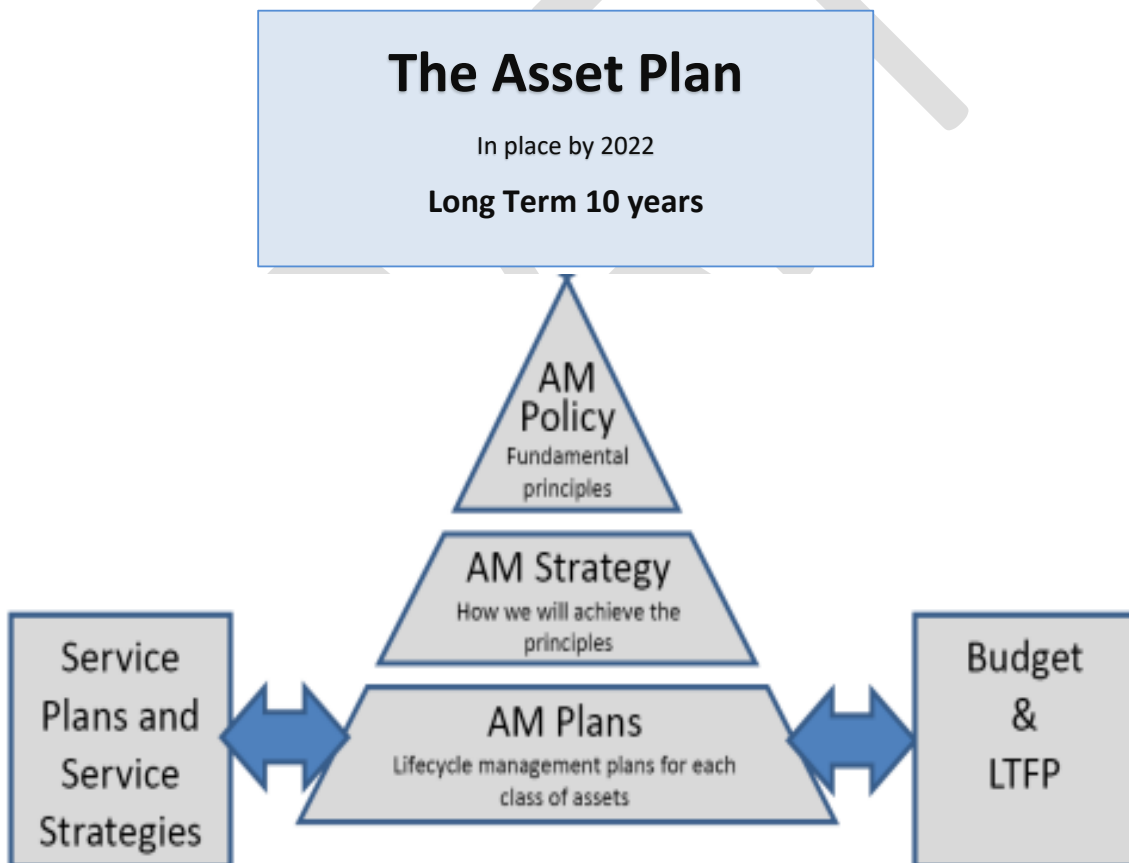 The Asset Plan
In place by 2022
Long Term 10 years
AM
Policy
Fundamental
principles
AM Strategy
How we will achieve the
principles
Service
Plans and
Service
Strategies
AM Plans
Lifecycle management plans for each
class of assets
Budget
&
LTFP